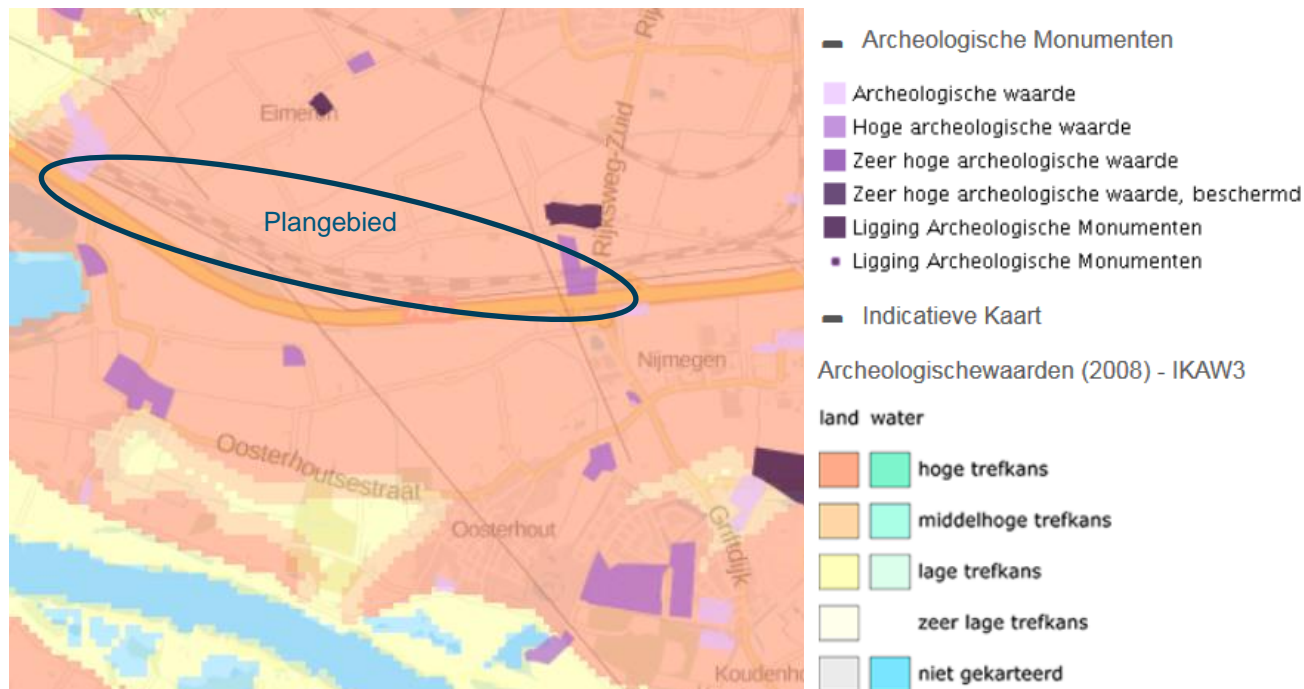 Eimeren
Rijksweg-Zuid
Plangebied
Nijmegen
Oosterhoutsestraat
Oosterhout
Griftdijk
Archeologische Monumenten
Archeologische waarde
Hoge archeologische waarde
Zeer hoge archeologische waarde
Zeer hoge archeologische waarde, beschermd
Ligging Archeologische Monumenten
Ligging Archeologische Monumenten
Indicatieve Kaart
Archeologischewaarden (2008) - IKAW3
land water
hoge trefkans
middelhoge trefkans
lage trefkans
zeer lage trefkans
niet gekarteerd
Koudenho